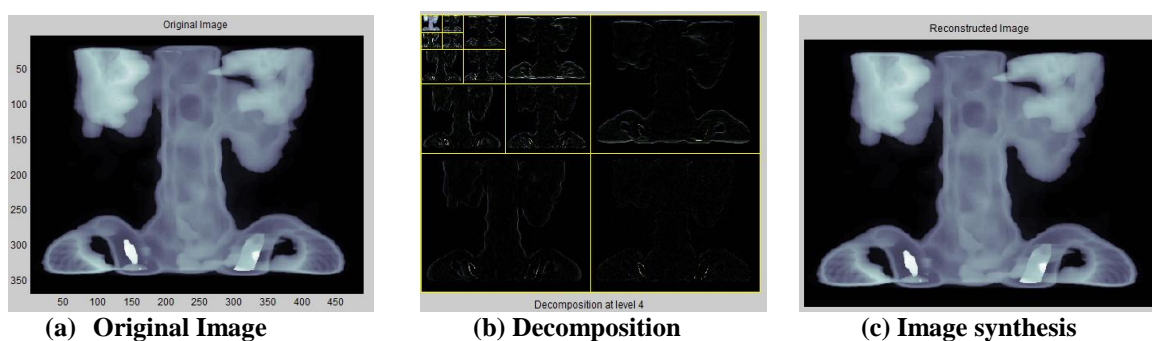 Original Image
50
100
150
200
250
300
350
50 100 150 200 250 300 350 400 450
(a) Original Image
Decomposition at level 4
(b) Decomposition
Reconstructed Image
(c) Image synthesis